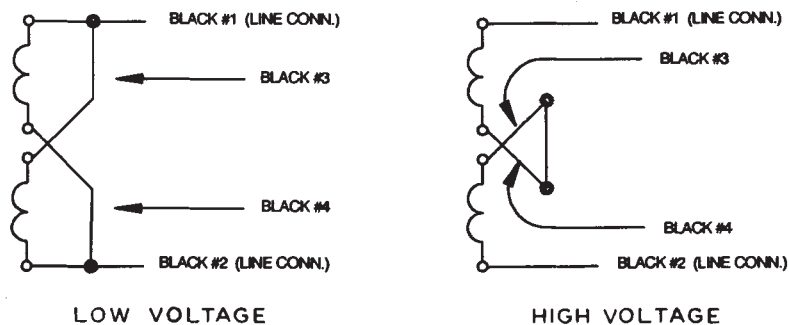 BLACK #1 (LINE CONN.)
BLACK #3
BLACK #4
BLACK #2 (LINE CONN.)
LOW VOLTAGE
BLACK #1 (LINE CONN.)
BLACK #3
BLACK #4
BLACK #2 (LINE CONN.)
HIGH VOLTAGE